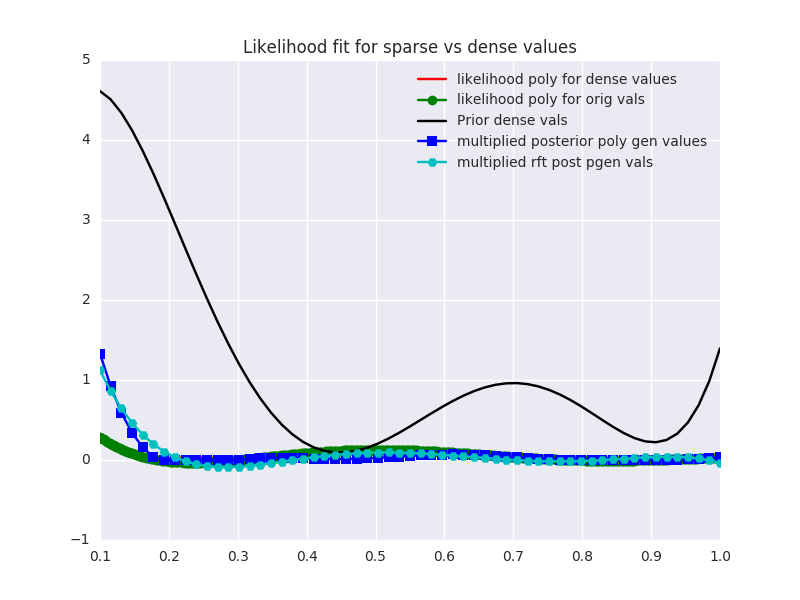 Likelihood fit for sparse vs dense values
5
likelihood poly for dense values
likelihood poly for orig vals
4
Prior dense vals
multiplied posterior poly gen values
multiplied rft post pgen vals
3
2
1
0
−1
0.1 0.2 0.3 0.4 0.5 0.6 0.7 0.8 0.9 1.0